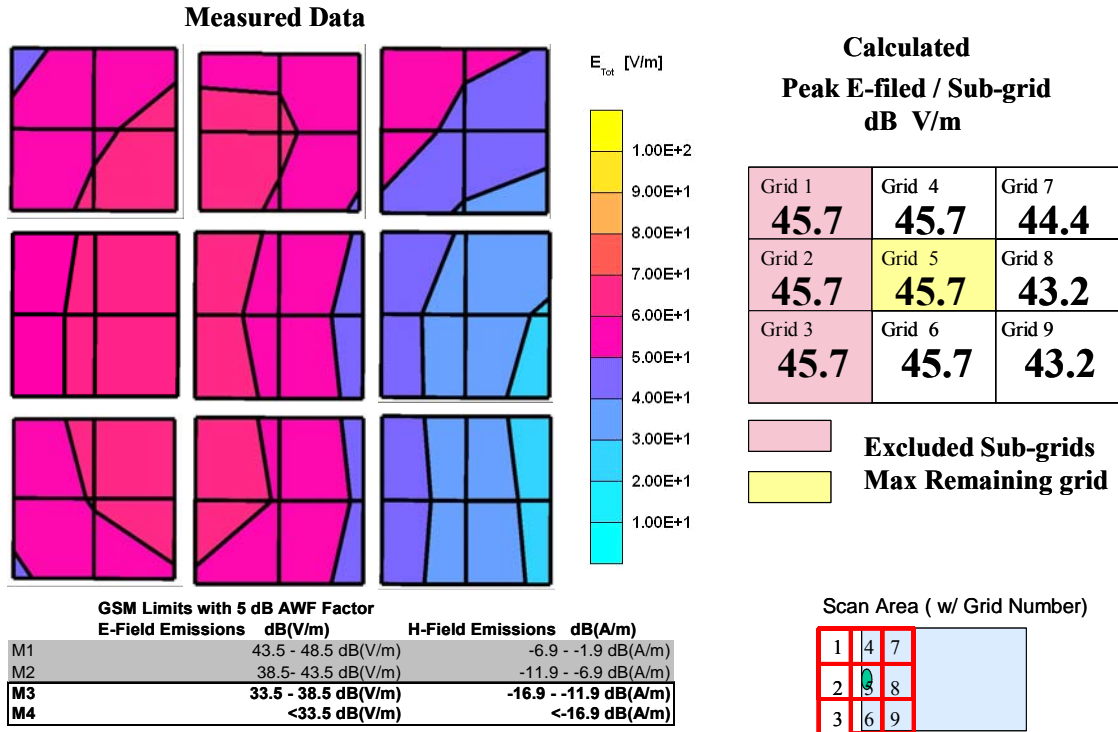 Measured Data
E Tot [V/m]
1.00E+2
9.00E+1
8.00E+1
7.00E+1
6.00E+1
5.00E+1
4.00E+1
3.00E+1
2.00E+1
1.00E+1
Calculated
Peak E-filed / Sub-grid
dB V/m
Grid 1 Grid 4 Grid 7
45.7 45.7 44.4
Grid 2 Grid 5 Grid 8
45.7 45.7 43.2
Grid 3 Grid 6 Grid 9
45.7 45.7 43.2
Excluded Sub-grids
Max Remaining grid
GSM Limits with 5 dB AWF Factor
E-Field Emissions dB(V/m) H-Field Emissions dB(A/m)
M1 43.5 - 48.5 dB(V/m) -6.9 - -1.9 dB(A/m)
M2 38.5- 43.5 dB(V/m) -11.9 - -6.9 dB(A/m)
M3 33.5 - 38.5 dB(V/m) -16.9 - -11.9 dB(A/m)
M4 <33.5 dB(V/m) <-16.9 dB(A/m)
Scan Area ( w/ Grid Number)
1 4 7
2 5 8
3 6 9